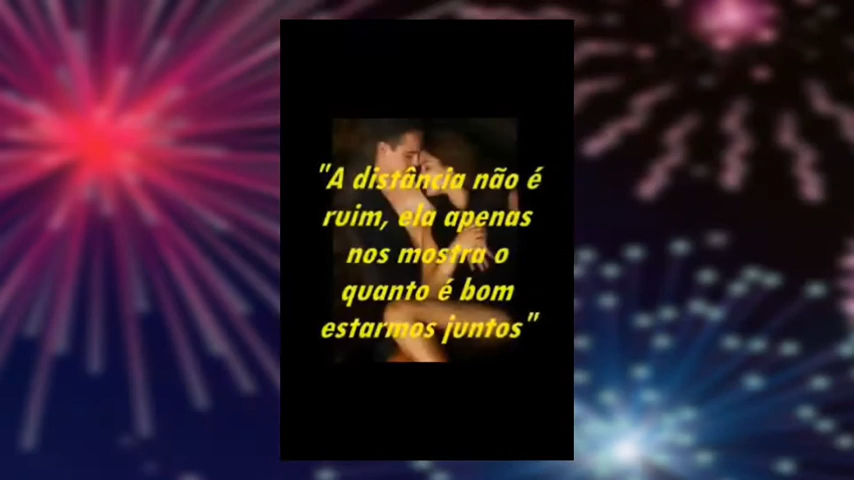 "A distância não é
ruim, ela apenas
nos mostra o
quanto é bom
estarmos juntos"